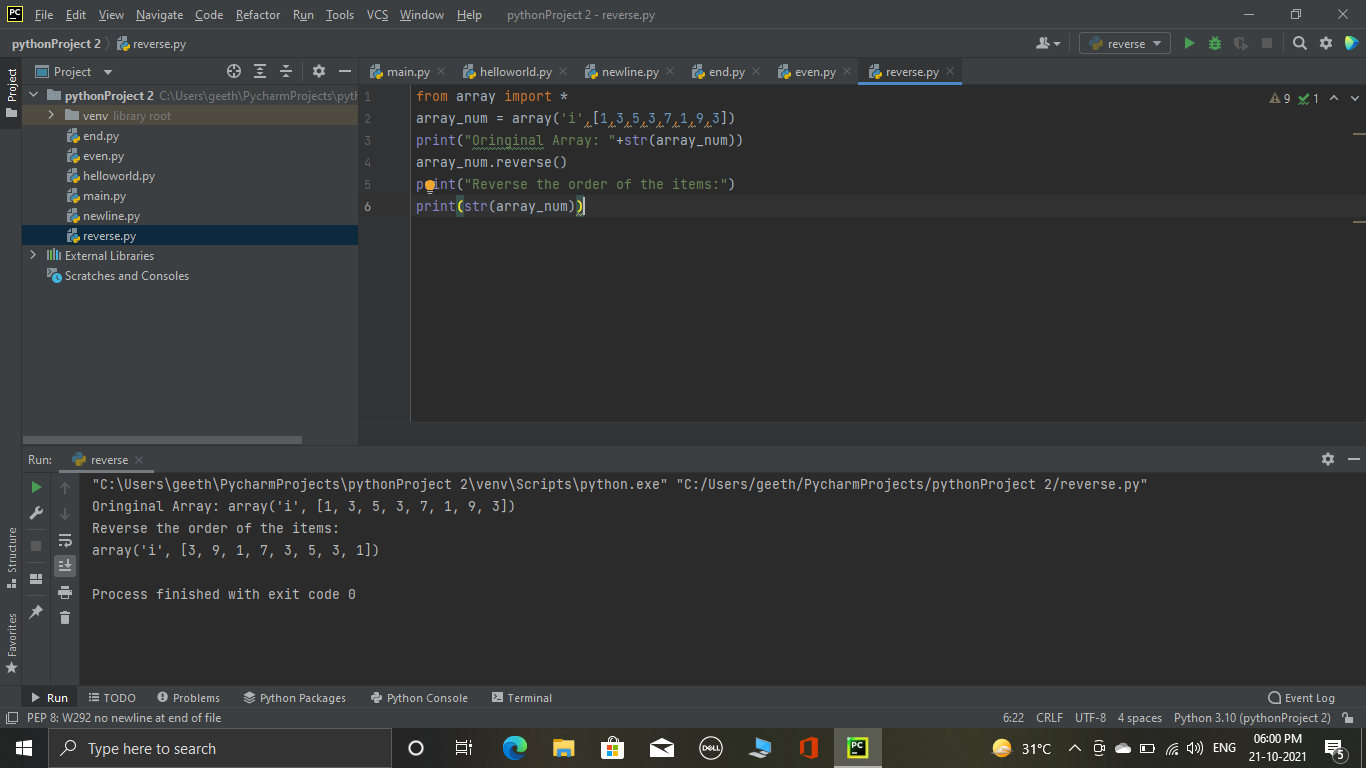 PC File Edit View Navigate Code Refactor Run Tools VCS Window Help pythonProject 2 - reverse.py
pythonProject 2 reverse.py reverse
Project main.py helloworld.py newline.py end.py even.py reverse.py
Project
pythonProject 2 C:\Users\geeth\PycharmProjects\pyth
venv library root
end.py
even.py
helloworld.py
main.py
newline.py
reverse.py
External Libraries
Scratches and Consoles
9 1
1 from array import *
2 array_num = array('i',[1,3,5,3,7,1,9,3])
3 print("Oringinal Array: "+str(array_num))
4 array_num.reverse()
5 print("Reverse the order of the items:")
6 print(str(array_num))
Run: reverse
"C:\Users\geeth\PycharmProjects\pythonProject 2\venv\Scripts\python.exe" "C:/Users/geeth/PycharmProjects/pythonProject 2/reverse.py"
Oringinal Array: array('i', [1, 3, 5, 3, 7, 1, 9, 3])
Reverse the order of the items:
array('i', [3, 9, 1, 7, 3, 5, 3, 1])
Process finished with exit code 0
Structure
Favorites
Run TODO Problems Python Packages Python Console Terminal Event Log
PEP 8: W292 no newline at end of file 6:22 CRLF UTF-8 4 spaces Python 3.10 (pythonProject 2)
Type here to search DELL PC 31°C ENG 06:00 PM
21-10-2021 5